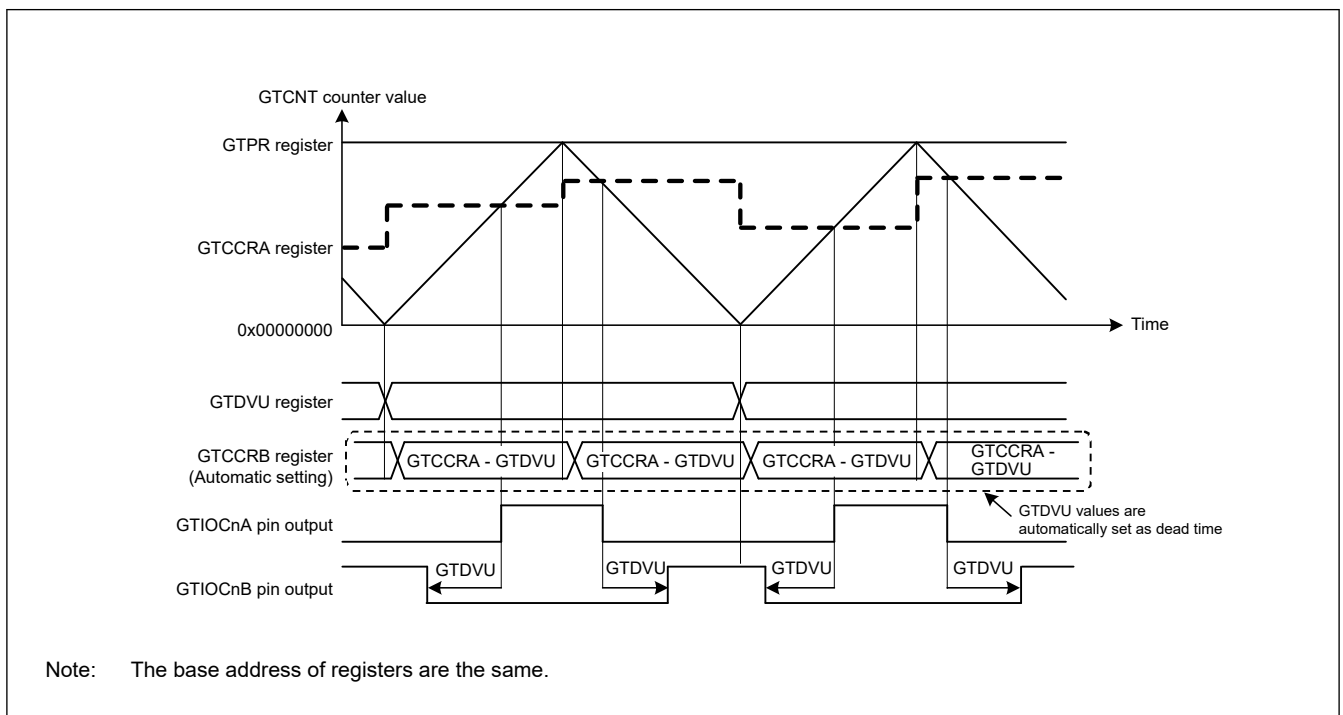 GTCNT counter value
GTPR register
GTCCRA register
0x00000000
Time
GTDVU register
GTCCRB register
(Automatic setting)
GTCCRA - GTDVU
GTCCRA - GTDVU
GTCCRA - GTDVU
GTCCRA -
GTDVU
GTDVU values are
automatically set as dead time
GTIOCnA pin output
GTDVU
GTDVU
GTDVU
GTDVU
GTIOCnB pin output
Note: The base address of registers are the same.